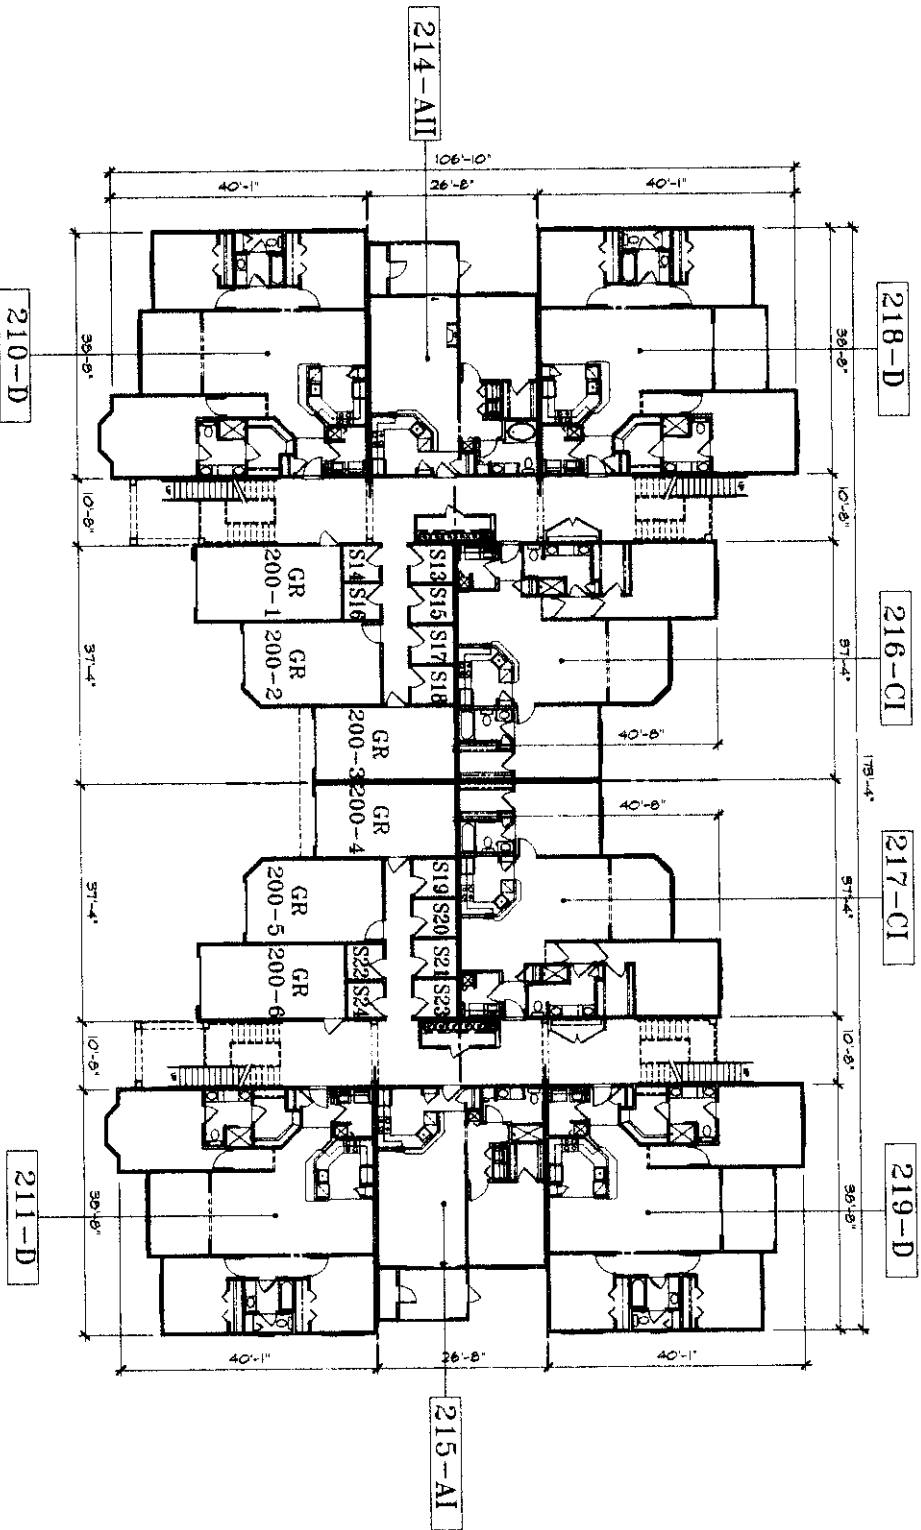 214-AII
106'-10"
40'-1"
26'-8"
40'-1"
218-D
210-D
38'-8"
38'-8"
10'-8"
10'-8"
GR
200-1
S14
S16
S13
S15
S17
S18
216-CI
GR
200-2
37'-4"
37'-4"
40'-8"
GR
200-3
178'-4"
GR
200-4
40'-8"
217-CI
37'-4"
37'-4"
GR
200-5
S19
S20
S21
S23
S22
S24
GR
200-6
10'-8"
10'-8"
211-D
38'-8"
38'-8"
219-D
40'-1"
26'-8"
40'-1"
215-AI